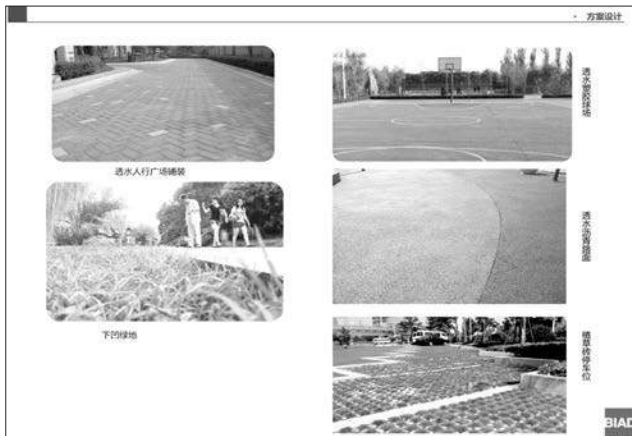 · 方案设计
透水人行广场铺装
下凹绿地
透水塑胶球场
透水沥青路面
植草砖停车位
BIAD